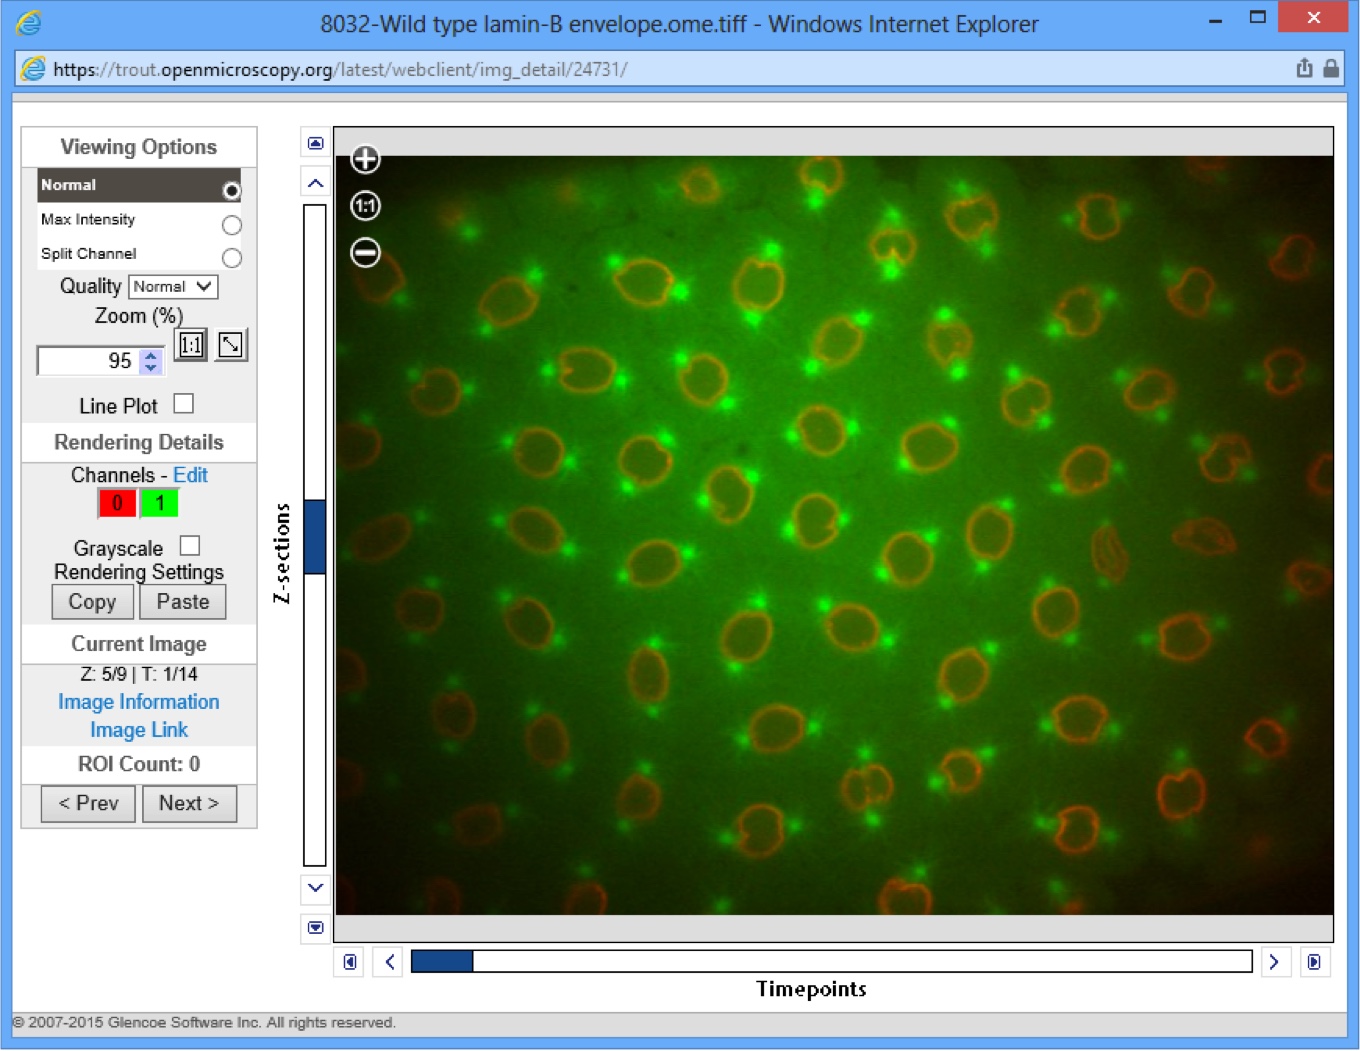 8032-Wild type lamin-B envelope.ome.tiff - Windows Internet Explorer
https://trout.openmicroscopy.org/latest/webclient/img_detail/24731/
Viewing Options
Normal
Max Intensity
Split Channel
Quality Normal
Zoom (%)
95 1:1
Line Plot
Rendering Details
Channels - Edit
0 1
Grayscale
Rendering Settings
Copy Paste
Current Image
Z: 5/9 | T: 1/14
Image Information
Image Link
ROI Count: 0
< Prev Next >
Z-sections
1:1
Timepoints
© 2007-2015 Glencoe Software Inc. All rights reserved.